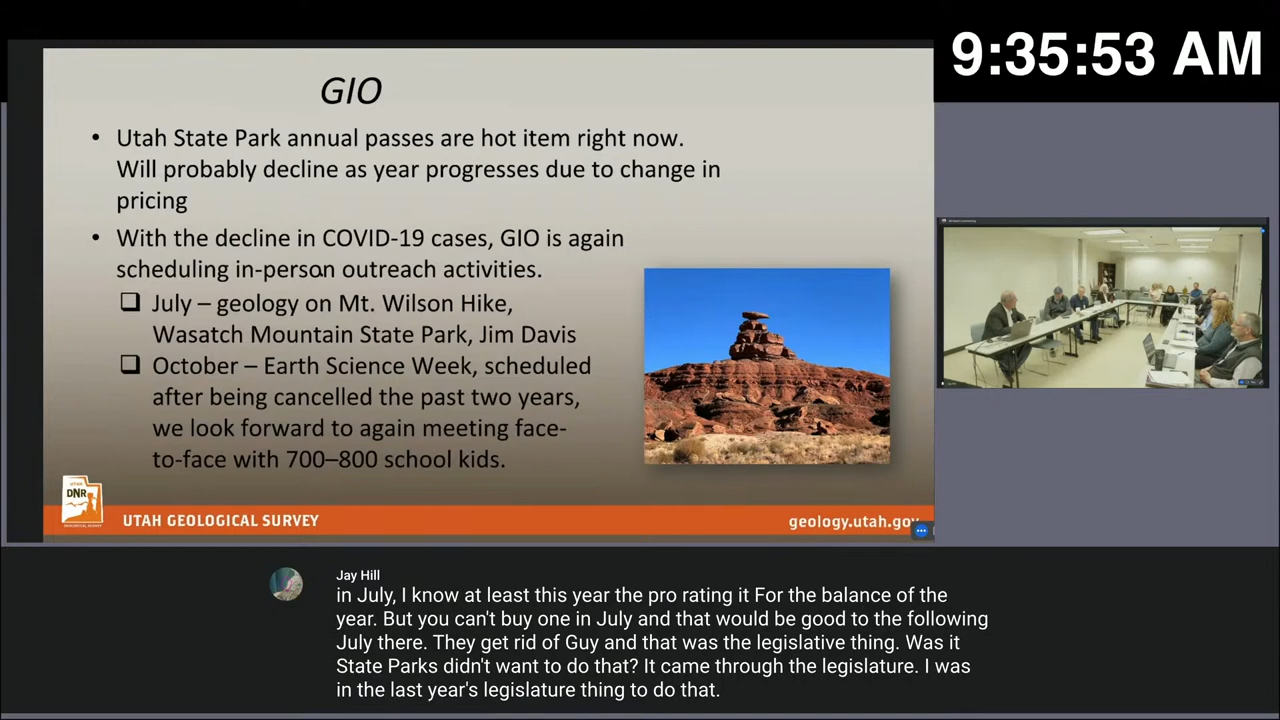 9:35:53 AM
GIO
• Utah State Park annual passes are hot item right now.
Will probably decline as year progresses due to change in
pricing
• With the decline in COVID-19 cases, GIO is again
scheduling in-person outreach activities.
❑ July – geology on Mt. Wilson Hike,
Wasatch Mountain State Park, Jim Davis
❑ October – Earth Science Week, scheduled
after being cancelled the past two years,
we look forward to again meeting face-
to-face with 700–800 school kids.
UTAH
DNR
UTAH GEOLOGICAL SURVEY
geology.utah.gov
Jay Hill
in July, I know at least this year the pro rating it For the balance of the
year. But you can't buy one in July and that would be good to the following
July there. They get rid of Guy and that was the legislative thing. Was it
State Parks didn't want to do that? It came through the legislature. I was
in the last year's legislature thing to do that.